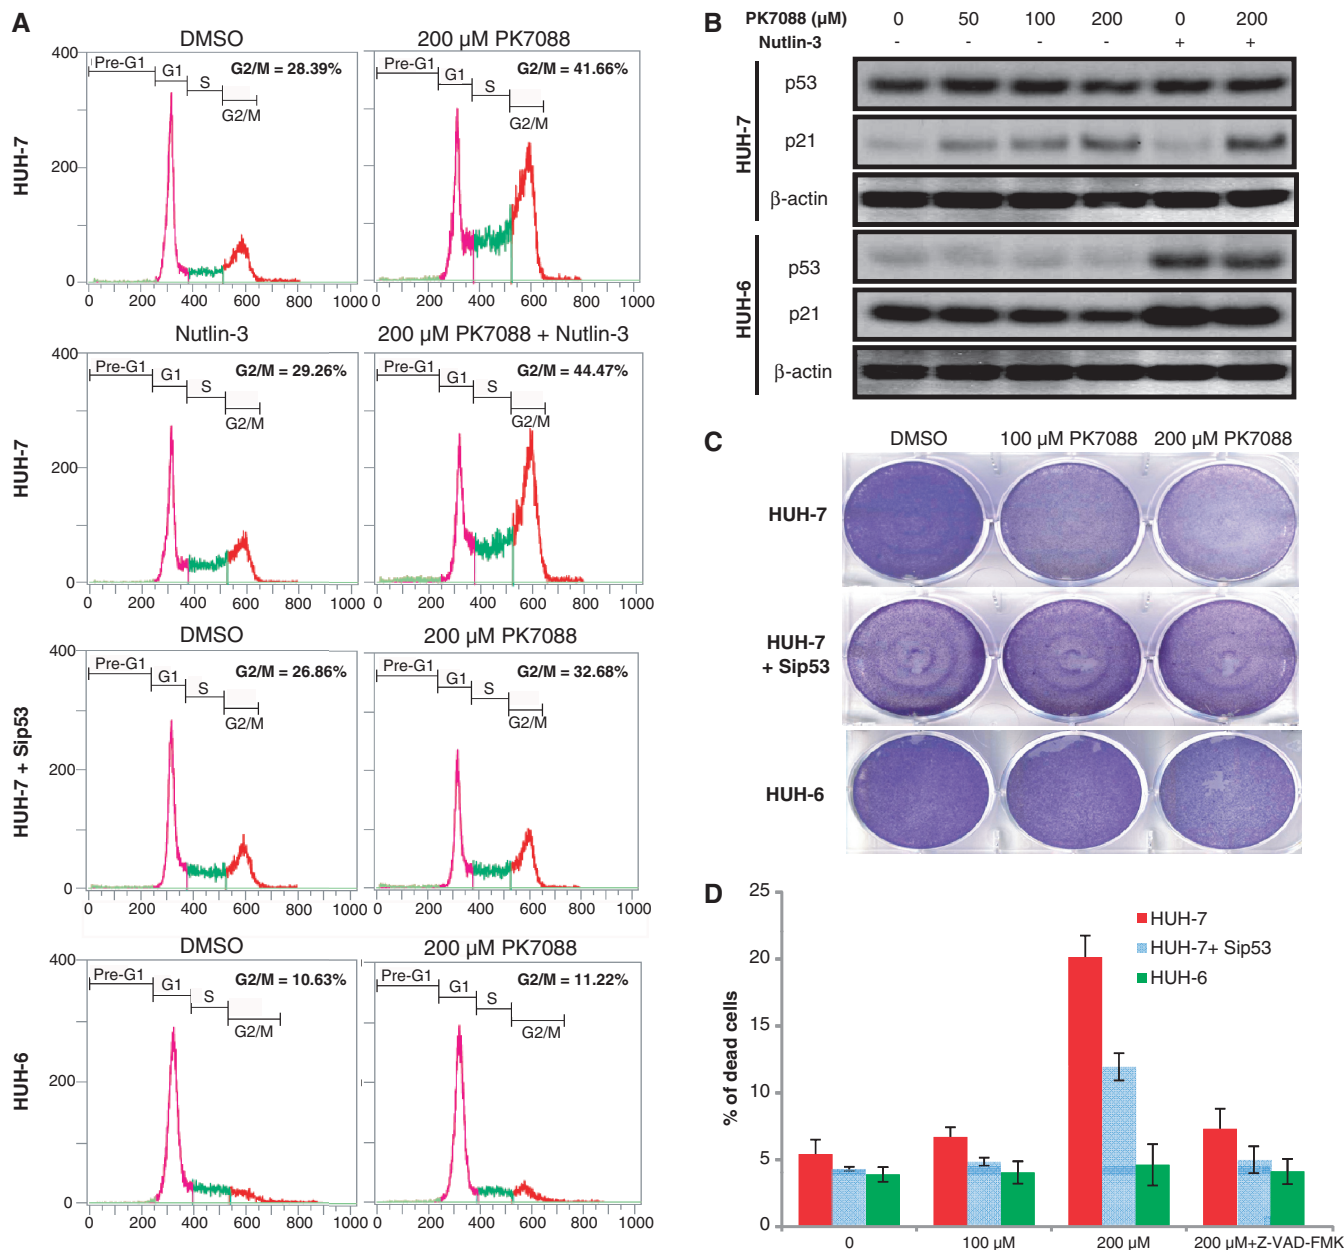 A
DMSO
200 µM PK7088
HUH-7
400
200
0
Pre-G1
G1
S
G2/M
G2/M = 28.39%
0 200 400 600 800 1000
Pre-G1
G1
S
G2/M
G2/M = 41.66%
0 200 400 600 800 1000
Nutlin-3
200 µM PK7088 + Nutlin-3
HUH-7
400
200
0
Pre-G1
G1
S
G2/M
G2/M = 29.26%
0 200 400 600 800 1000
Pre-G1
G1
S
G2/M
G2/M = 44.47%
0 200 400 600 800 1000
DMSO
200 µM PK7088
HUH-7 + Sip53
400
200
0
Pre-G1
G1
S
G2/M
G2/M = 26.86%
0 200 400 600 800 1000
Pre-G1
G1
S
G2/M
G2/M = 32.68%
0 200 400 600 800 1000
DMSO
200 µM PK7088
HUH-6
400
200
0
Pre-G1
G1
S
G2/M
G2/M = 10.63%
0 200 400 600 800 1000
Pre-G1
G1
S
G2/M
G2/M = 11.22%
0 200 400 600 800 1000
B
PK7088 (µM) 0 50 100 200 0 200
Nutlin-3 - - - - + +
HUH-7
p53
p21
β-actin
HUH-6
p53
p21
β-actin
C
DMSO 100 µM PK7088 200 µM PK7088
HUH-7
HUH-7
+ Sip53
HUH-6
D
% of dead cells
25
20
15
10
5
0
HUH-7
HUH-7+ Sip53
HUH-6
0 100 µM 200 µM 200 µM+Z-VAD-FMK